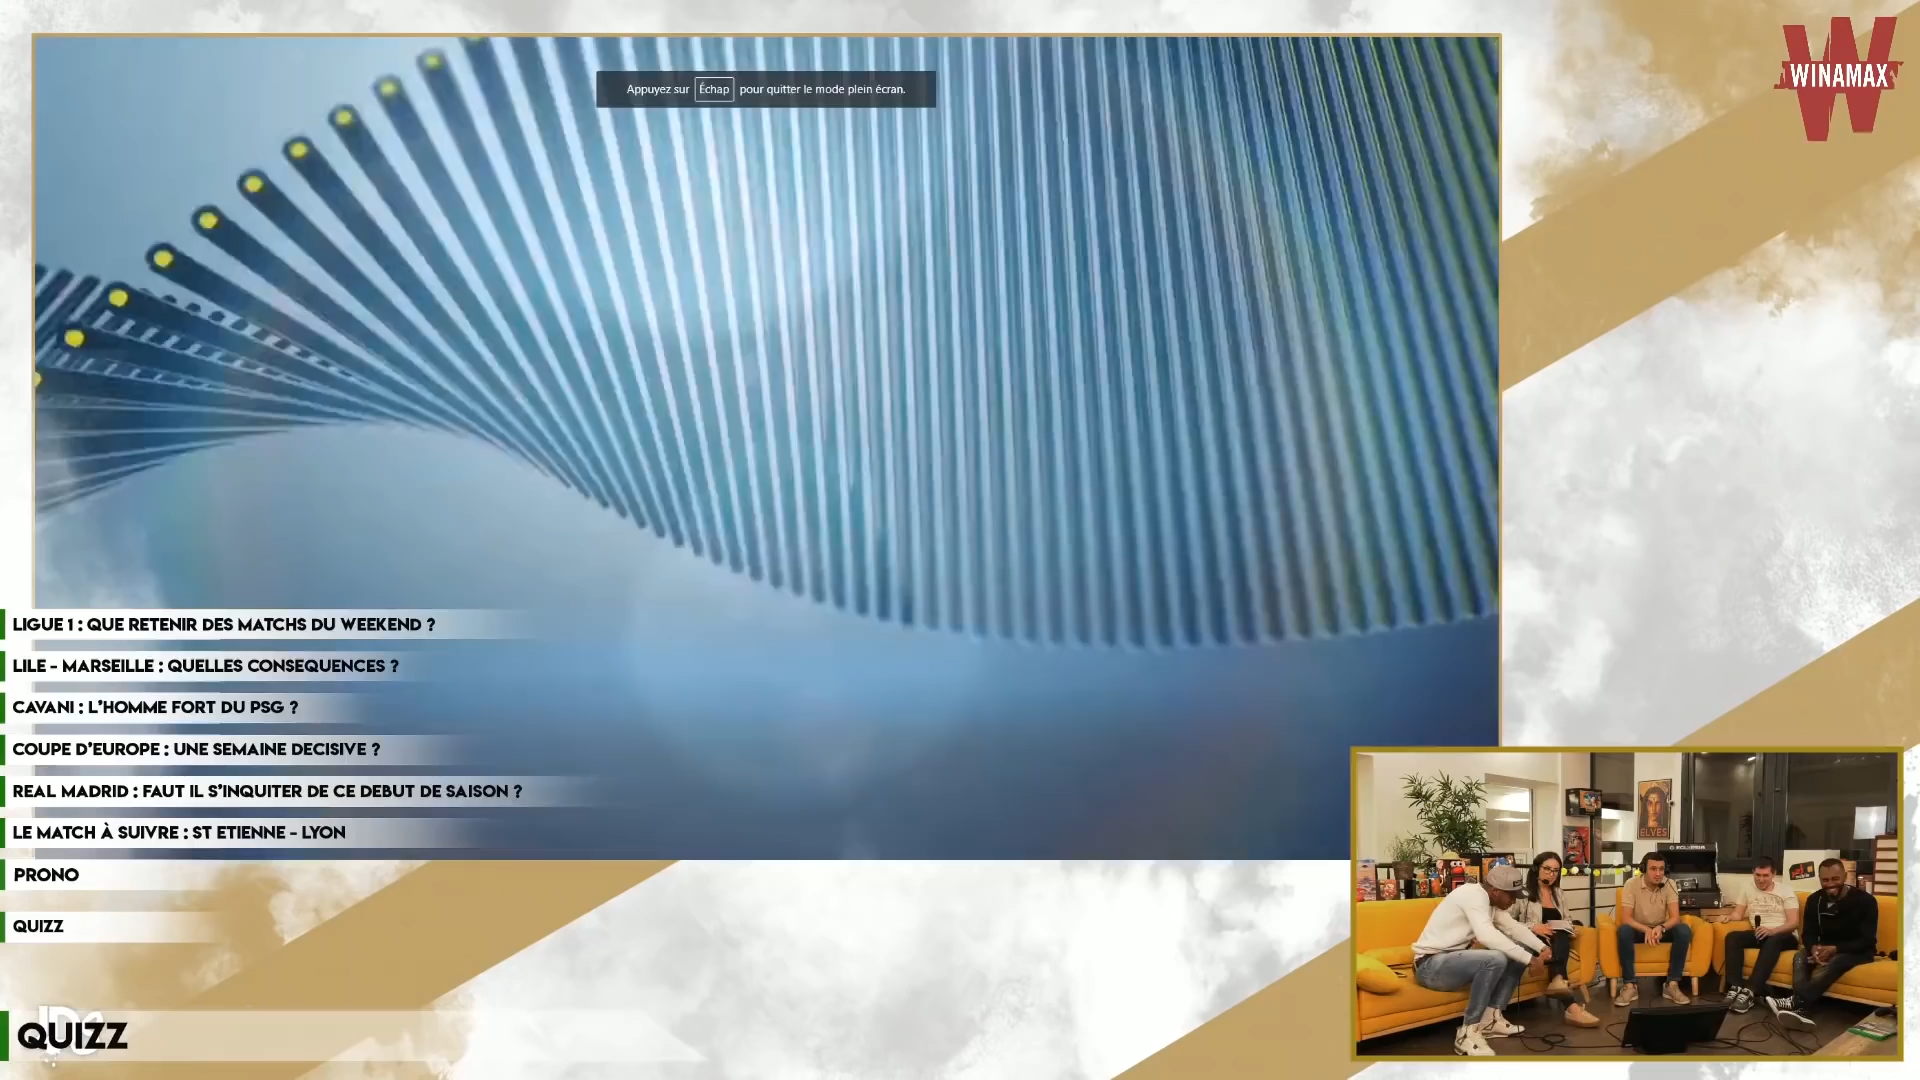 WINAMAX
Appuyez sur Échap pour quitter le mode plein écran.
LIGUE 1 : QUE RETENIR DES MATCHS DU WEEKEND ?
LILE - MARSEILLE : QUELLES CONSEQUENCES ?
CAVANI : L'HOMME FORT DU PSG ?
COUPE D'EUROPE : UNE SEMAINE DECISIVE ?
REAL MADRID : FAUT IL S'INQUITER DE CE DEBUT DE SAISON ?
LE MATCH À SUIVRE : ST ETIENNE - LYON
PRONO
QUIZZ
ELVES
QUIZZ